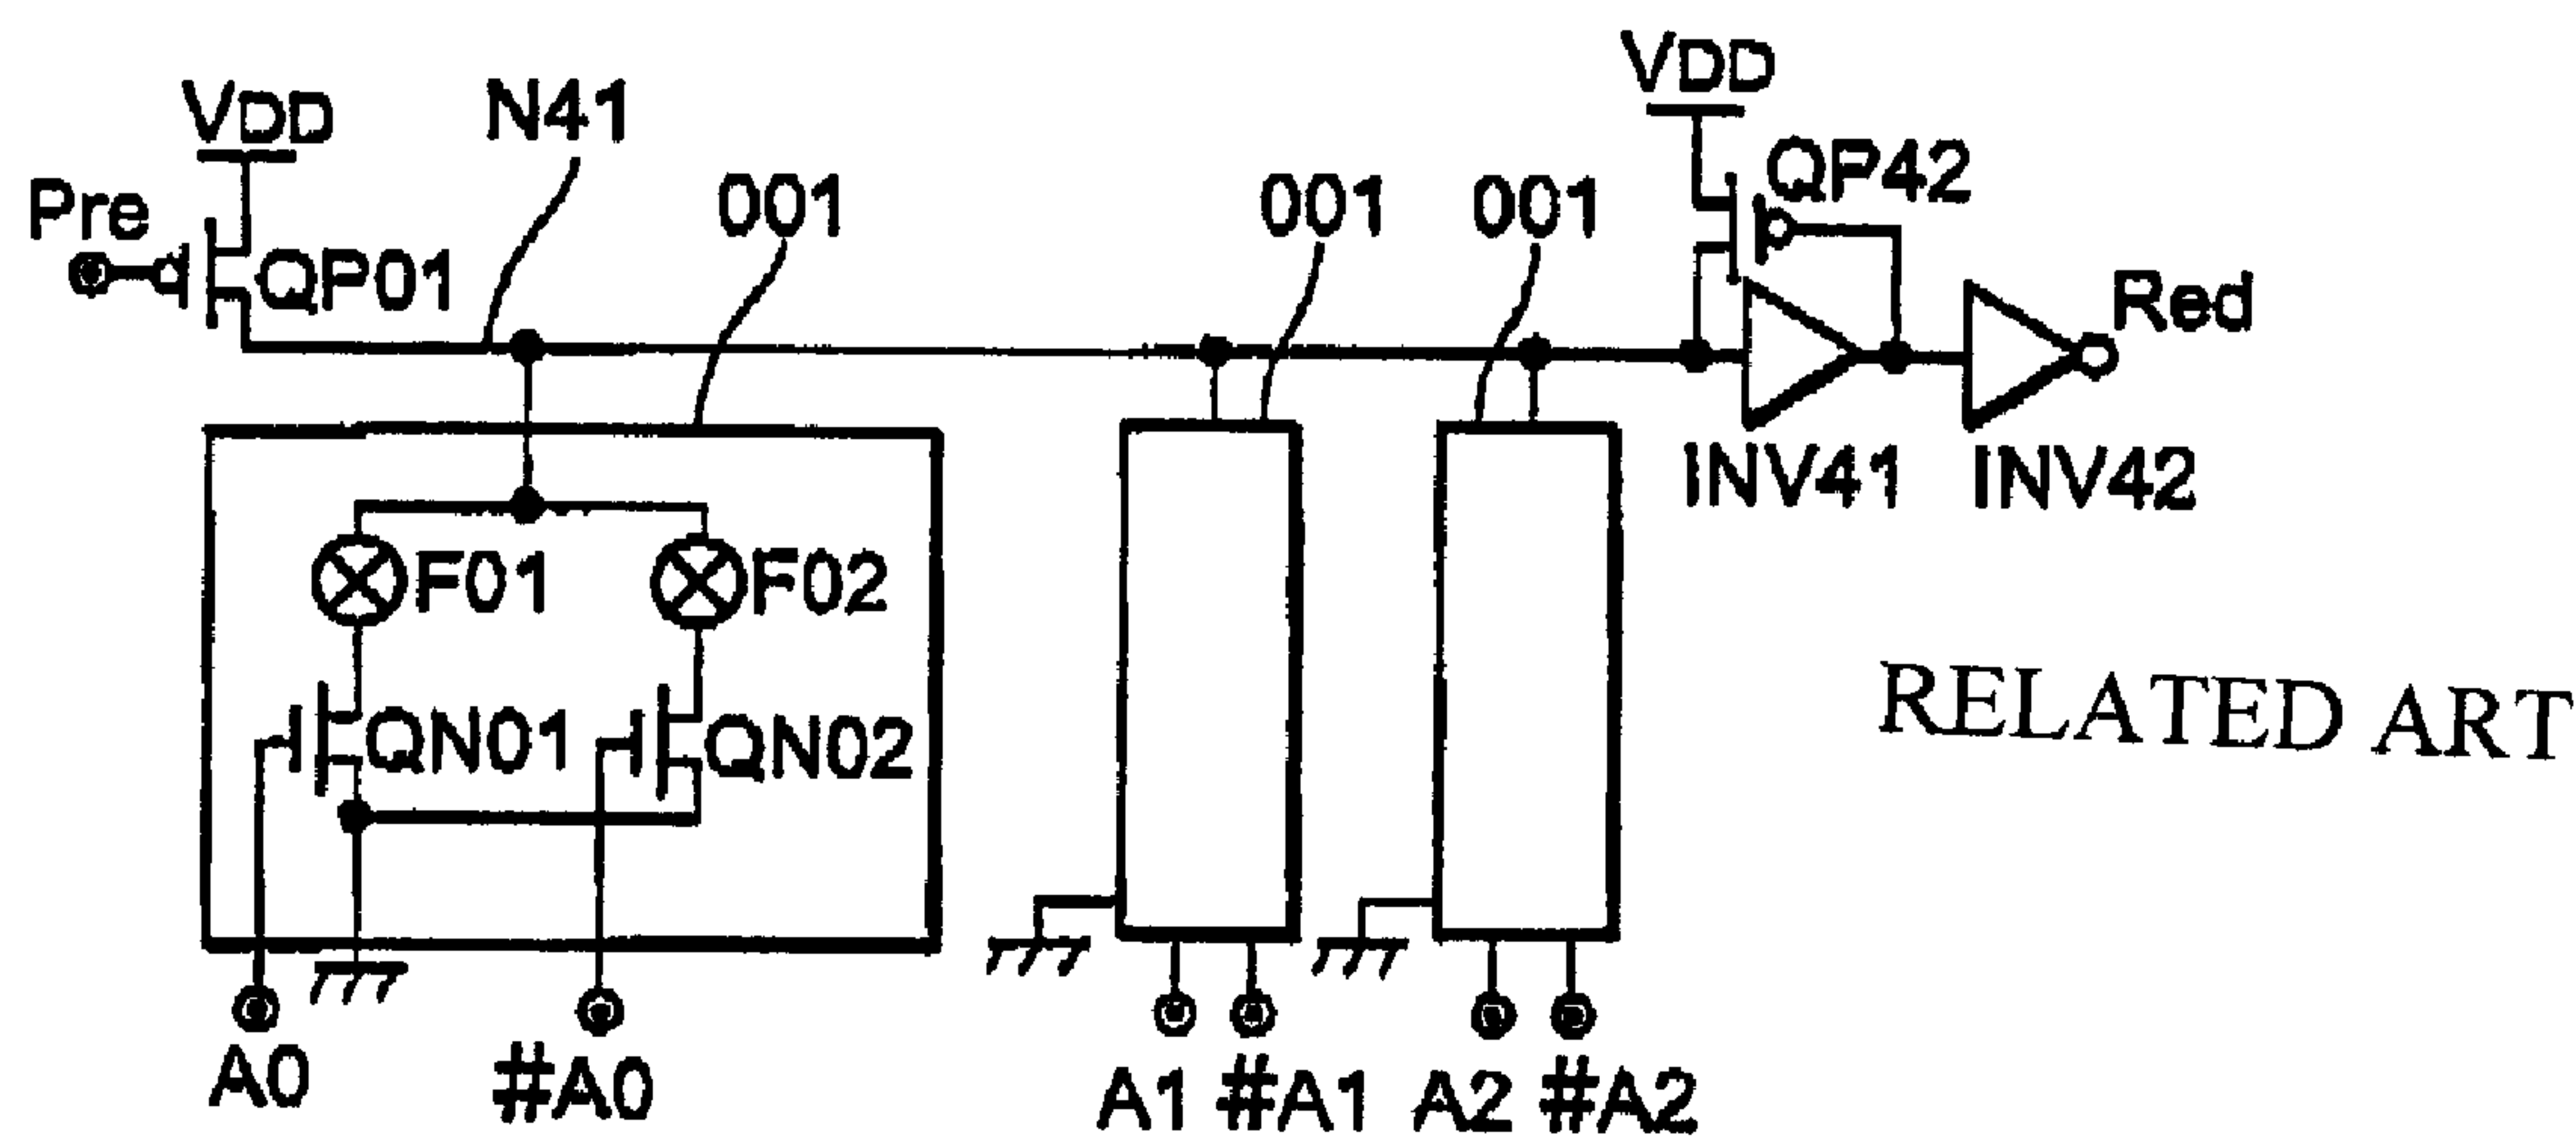 VDD
N41
VDD
Pre
QP01
001
001
001
QP42
Red
INV41
INV42
F01
F02
QN01
QN02
RELATED ART
A0
#A0
A1
#A1
A2
#A2